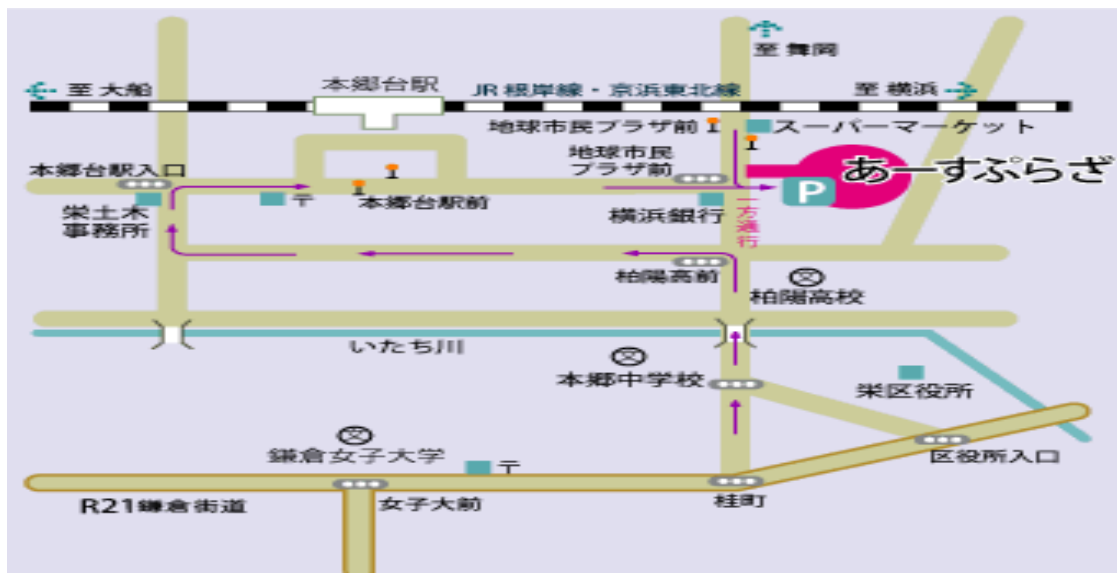 至 舞岡
本郷台駅
至 大船
JR 根岸線・京浜東北線
至 横浜
地球市民プラザ前
スーパーマーケット
本郷台駅入口
地球市民
プラザ前
あーすぷらざ
P
〒
本郷台駅前
横浜銀行
一方通行
栄土木
事務所
柏陽高前
柏陽高校
いたち川
本郷中学校
栄区役所
鎌倉女子大学
〒
区役所入口
R21鎌倉街道
女子大前
桂町